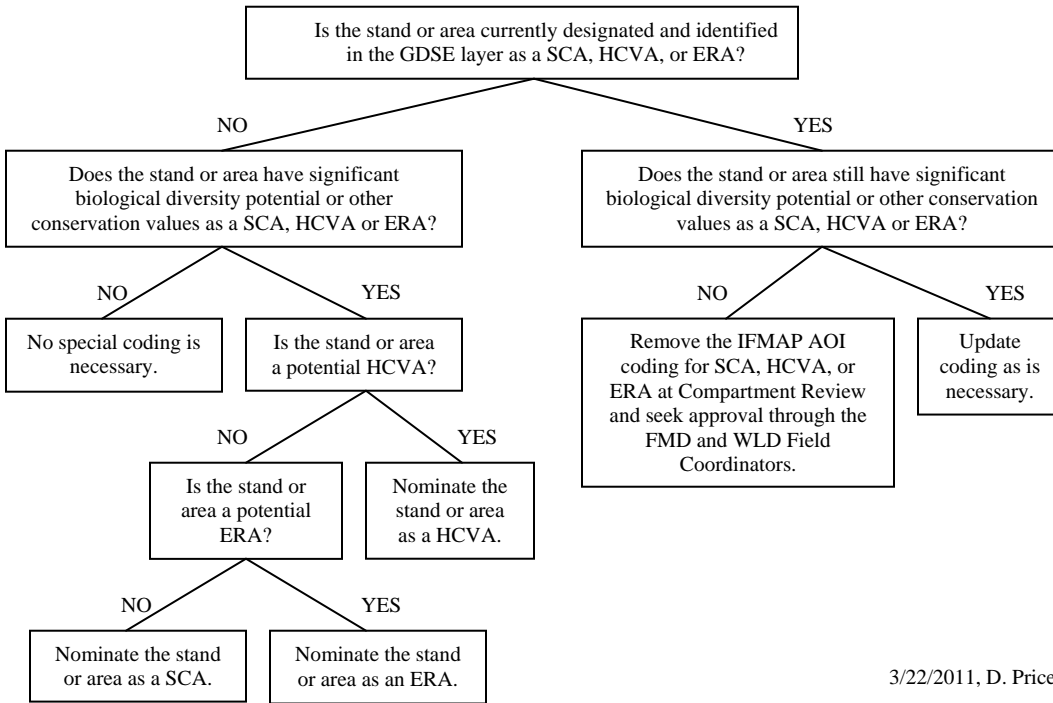 Is the stand or area currently designated and identified
in the GDSE layer as a SCA, HCVA, or ERA?
NO
YES
Does the stand or area have significant
biological diversity potential or other
conservation values as a SCA, HCVA or ERA?
Does the stand or area still have significant
biological diversity potential or other conservation
values as a SCA, HCVA or ERA?
NO
YES
NO
YES
No special coding is
necessary.
Is the stand or area
a potential HCVA?
Remove the IFMAP AOI
coding for SCA, HCVA, or
ERA at Compartment Review
and seek approval through the
FMD and WLD Field
Coordinators.
Update
coding as is
necessary.
NO
YES
Is the stand or
area a potential
ERA?
Nominate the
stand or area
as a HCVA.
NO
YES
Nominate the stand
or area as a SCA.
Nominate the stand
or area as an ERA.
3/22/2011, D. Price